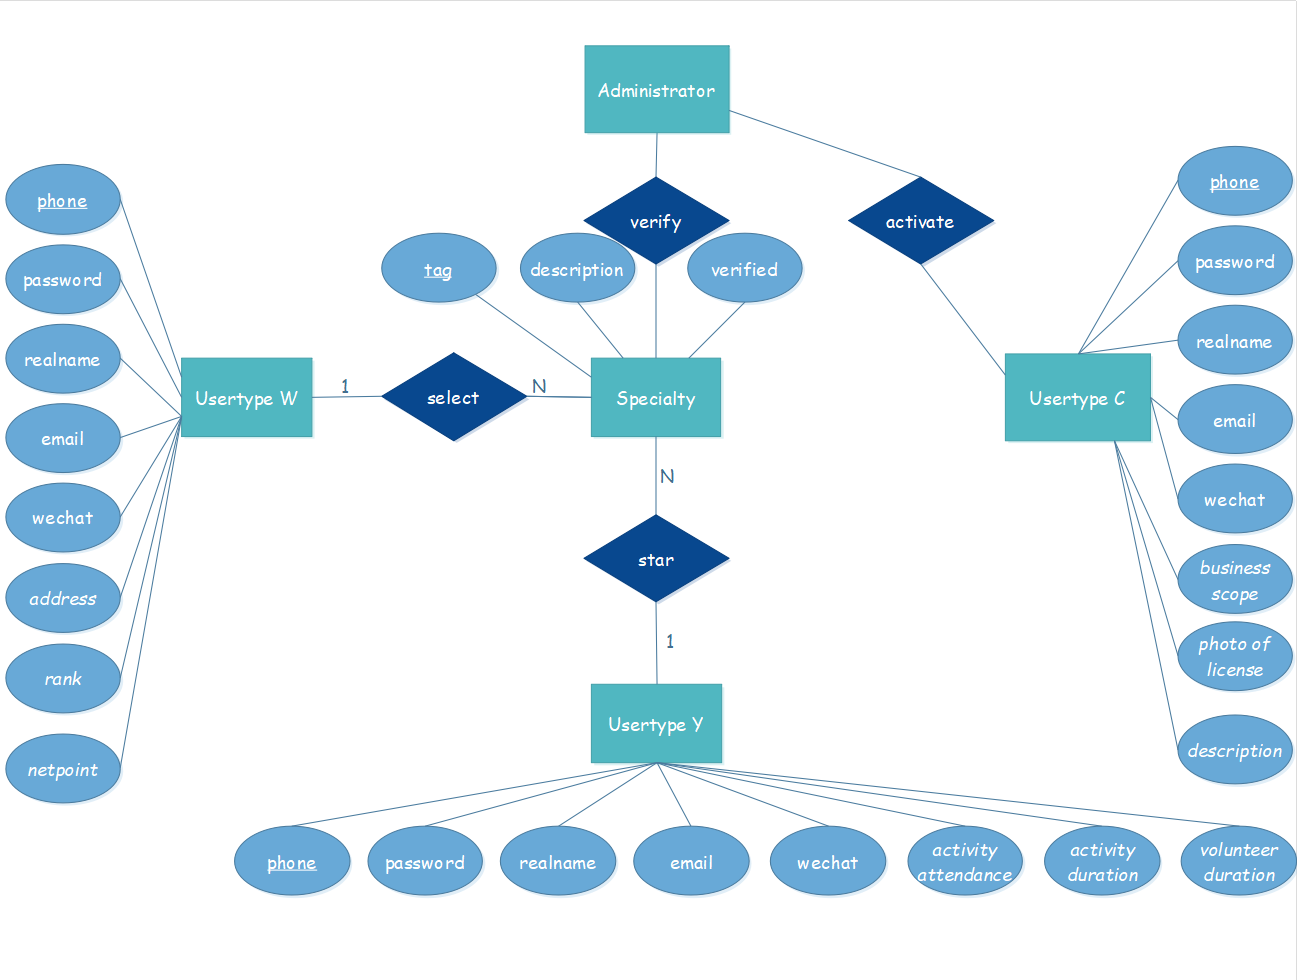 Administrator
verify
activate
phone
password
realname
email
wechat
address
rank
netpoint
tag
description
verified
Usertype W
1
select
N
Specialty
Usertype C
phone
password
realname
email
wechat
business
scope
photo of
license
description
N
star
1
Usertype Y
phone
password
realname
email
wechat
activity
attendance
activity
duration
volunteer
duration